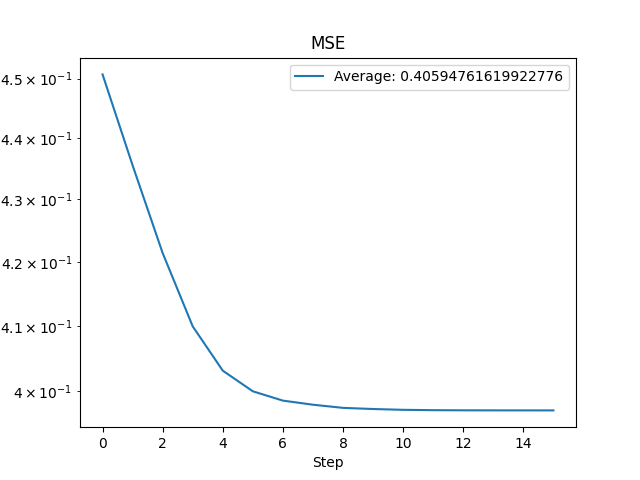 MSE
Average: 0.40594761619922776
4.5 × 10⁻¹
4.4 × 10⁻¹
4.3 × 10⁻¹
4.2 × 10⁻¹
4.1 × 10⁻¹
4 × 10⁻¹
0 2 4 6 8 10 12 14
Step